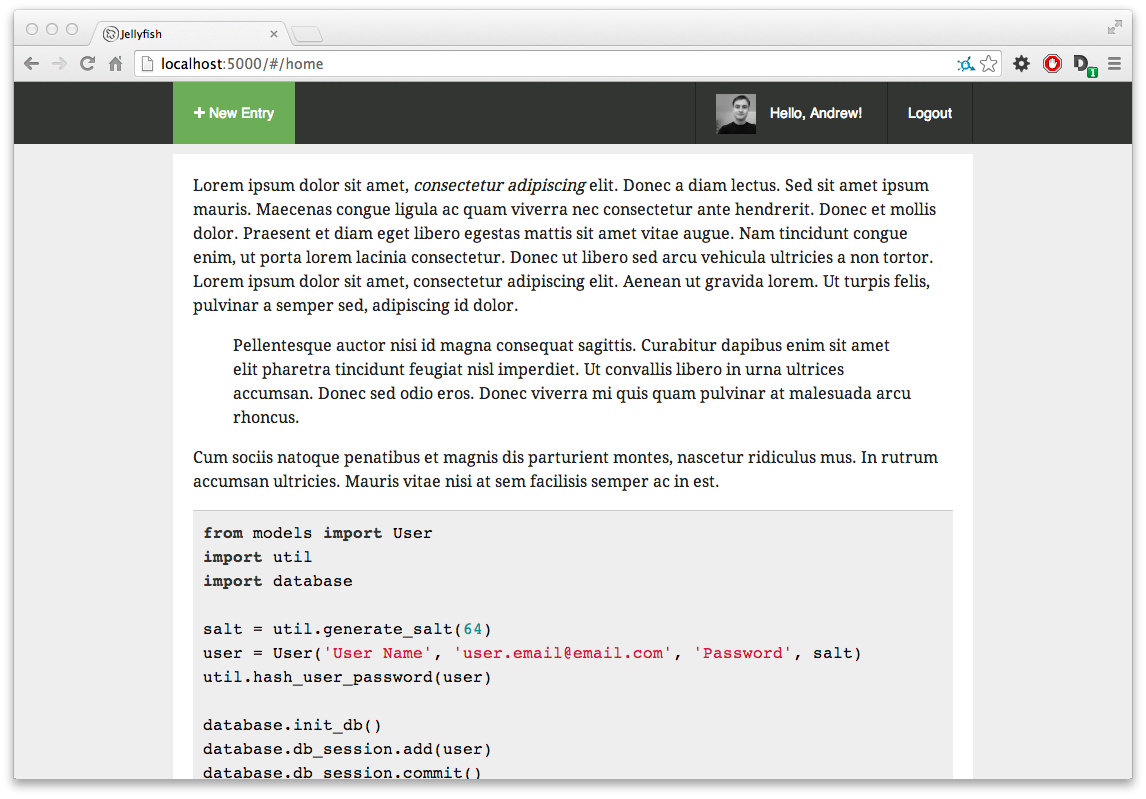 Jellyfish
localhost:5000/#/home
1
New Entry
Hello, Andrew!
Logout
Lorem ipsum dolor sit amet, consectetur adipiscing elit. Donec a diam lectus. Sed sit amet ipsum
mauris. Maecenas congue ligula ac quam viverra nec consectetur ante hendrerit. Donec et mollis
dolor. Praesent et diam eget libero egestas mattis sit amet vitae augue. Nam tincidunt congue
enim, ut porta lorem lacinia consectetur. Donec ut libero sed arcu vehicula ultricies a non tortor.
Lorem ipsum dolor sit amet, consectetur adipiscing elit. Aenean ut gravida lorem. Ut turpis felis,
pulvinar a semper sed, adipiscing id dolor.
Pellentesque auctor nisi id magna consequat sagittis. Curabitur dapibus enim sit amet
elit pharetra tincidunt feugiat nisl imperdiet. Ut convallis libero in urna ultrices
accumsan. Donec sed odio eros. Donec viverra mi quis quam pulvinar at malesuada arcu
rhoncus.
Cum sociis natoque penatibus et magnis dis parturient montes, nascetur ridiculus mus. In rutrum
accumsan ultricies. Mauris vitae nisi at sem facilisis semper ac in est.
from models import User
import util
import database
salt = util.generate_salt(64)
user = User('User Name', 'user.email@email.com', 'Password', salt)
util.hash_user_password(user)
database.init_db()
database.db_session.add(user)
database.db_session.commit()